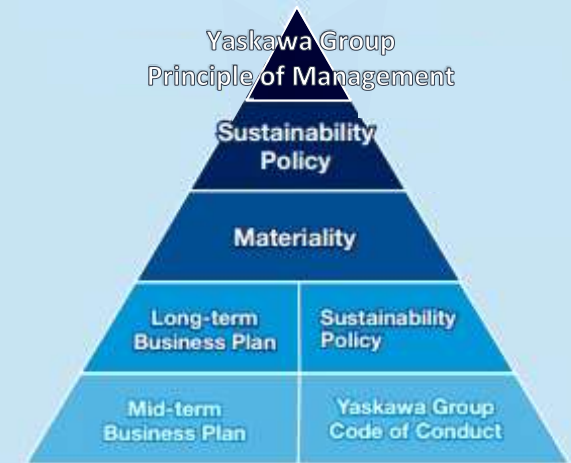 Yaskawa Group
Principle of Management
Sustainability
Policy
Materiality
Long-term
Business Plan
Sustainability
Policy
Mid-term
Business Plan
Yaskawa Group
Code of Conduct